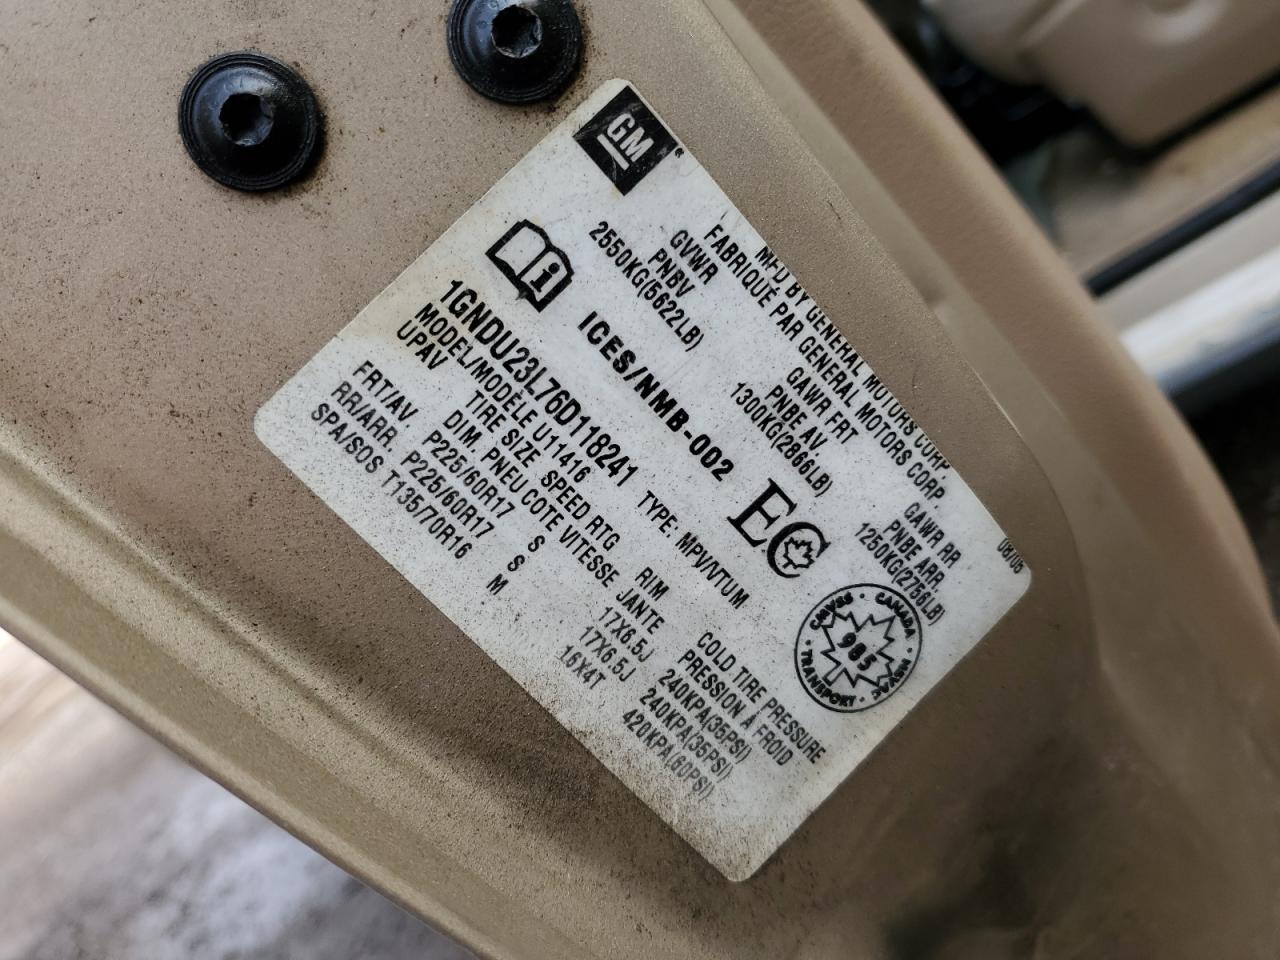 GM
MFD BY GENERAL MOTORS CORP.
FABRIQUÉ PAR GENERAL MOTORS CORP.
GVWR GAWR FRT GAWR RR
PNBV PNBE AV. PNBE ARR.
2550KG(5622LB) 1300KG(2866LB) 1250KG(2756LB)
i ICES/NMB-002 EC
CANADA
TRANSPORT
985
1GNDU23L76D118241 TYPE: MPV/VTUM
MODEL/MODÈLE U11416
UPAV TIRE SIZE SPEED RTG RIM COLD TIRE PRESSURE
DIM. PNEU COTE VITESSE JANTE PRESSION À FROID
FRT/AV. P225/60R17 S 17X6.5J 240KPA(35PSI)
RR/ARR. P225/60R17 S 17X6.5J 240KPA(35PSI)
SPA/SOS T135/70R16 M 16X4T 420KPA(60PSI)